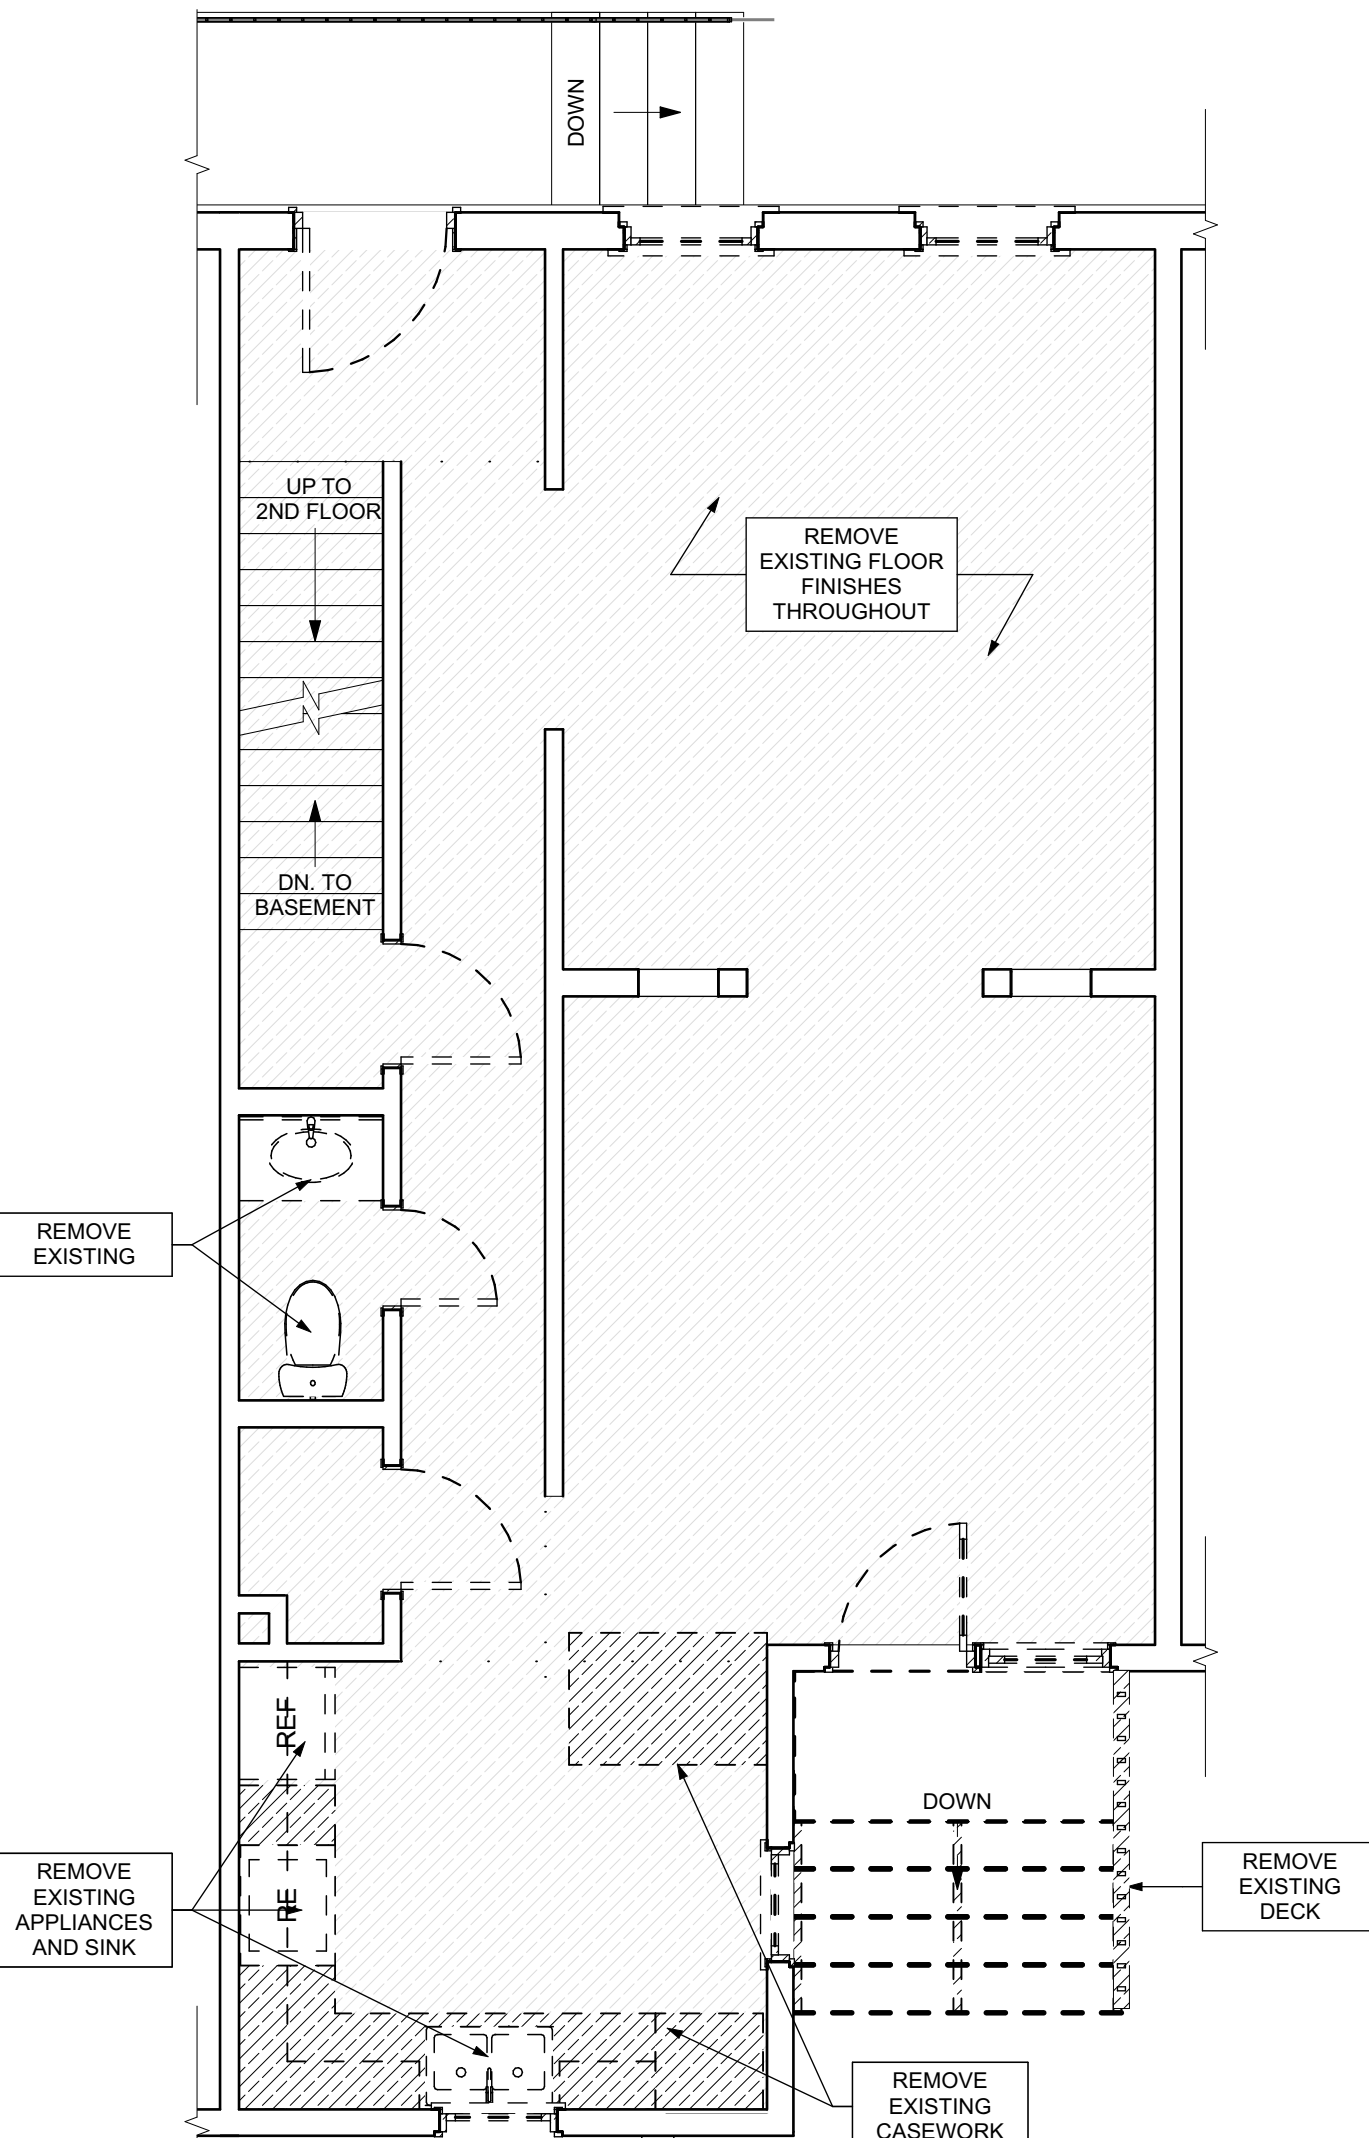 DOWN
UP TO
2ND FLOOR
REMOVE
EXISTING FLOOR
FINISHES
THROUGHOUT
DN. TO
BASEMENT
REMOVE
EXISTING
REF
DOWN
REMOVE
EXISTING
APPLIANCES
AND SINK
RE
REMOVE
EXISTING
DECK
REMOVE
EXISTING
CASEWORK